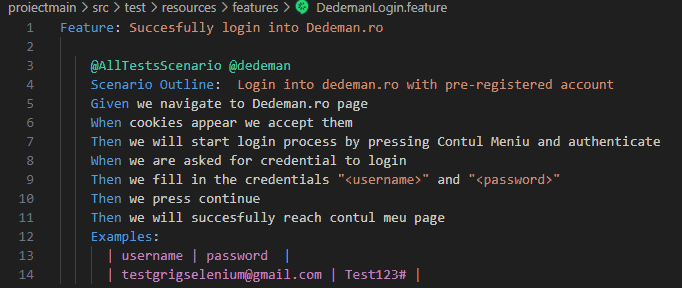 proiectmain > src > test > resources > features > DedemanLogin.feature
1 Feature: Succesfully login into Dedeman.ro
2
3 @AllTestsScenario @dedeman
4 Scenario Outline:  Login into dedeman.ro with pre-registered account
5 Given we navigate to Dedeman.ro page
6 When cookies appear we accept them
7 Then we will start login process by pressing Contul Meniu and authenticate
8 When we are asked for credential to login
9 Then we fill in the credentials "<username>" and "<password>"
10 Then we press continue
11 Then we will succesfully reach contul meu page
12 Examples:
13 | username | password  |
14 | testgrigselenium@gmail.com | Test123# |